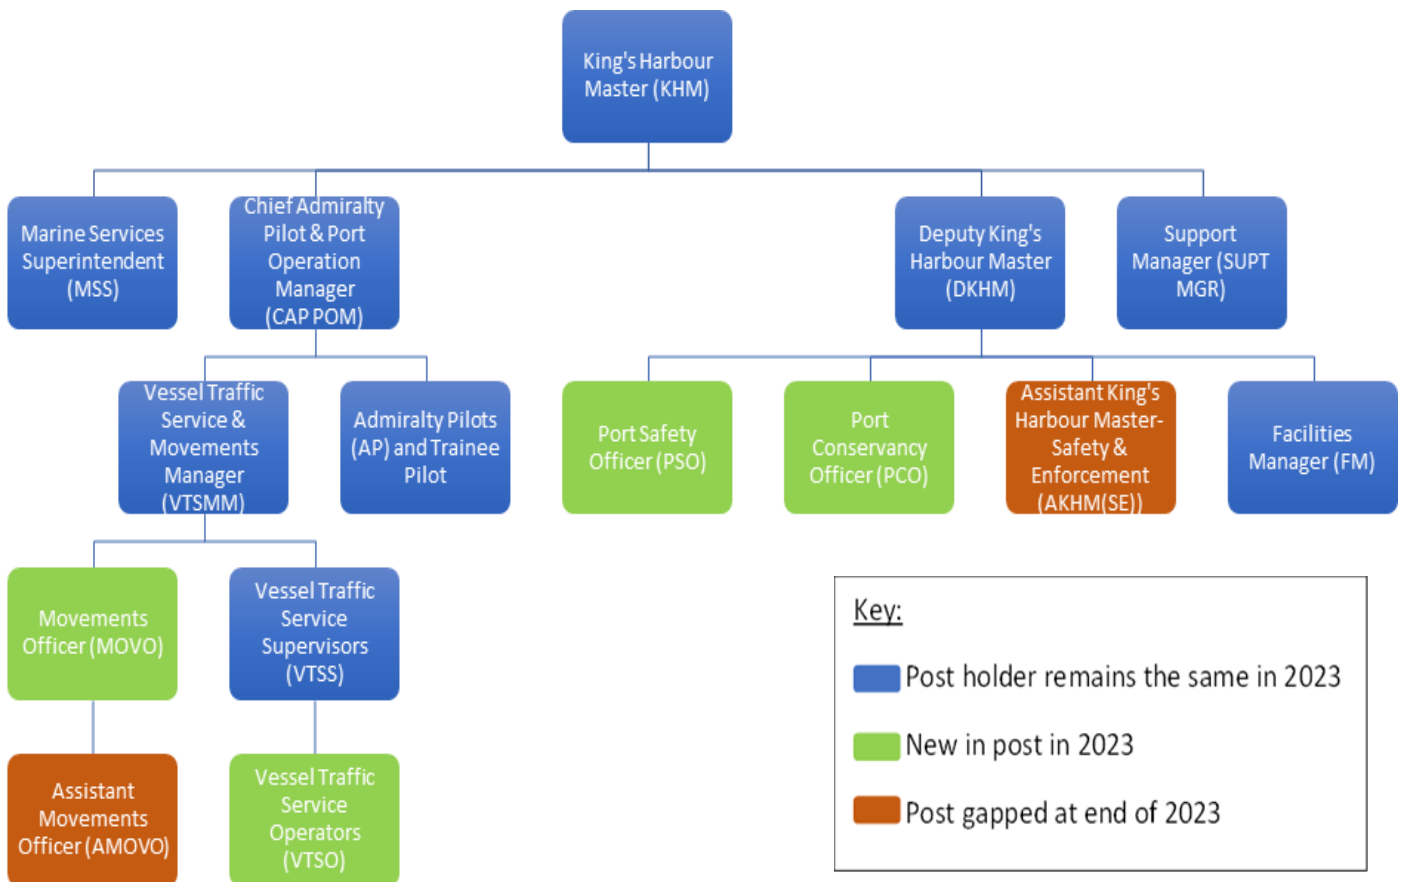 King's Harbour
Master (KHM)
Marine Services
Superintendent
(MSS)
Chief Admiralty
Pilot & Port
Operation
Manager
(CAP POM)
Deputy King's
Harbour Master
(DKHM)
Support
Manager (SUPT
MGR)
Vessel Traffic
Service &
Movements
Manager
(VTSMM)
Admiralty Pilots
(AP) and Trainee
Pilot
Port Safety
Officer (PSO)
Port
Conservancy
Officer (PCO)
Assistant King's
Harbour Master-
Safety &
Enforcement
(AKHM(SE))
Facilities
Manager (FM)
Movements
Officer (MOVO)
Vessel Traffic
Service
Supervisors
(VTSS)
Assistant
Movements
Officer (AMOVO)
Vessel Traffic
Service
Operators
(VTSO)
Key:
Post holder remains the same in 2023
New in post in 2023
Post gapped at end of 2023